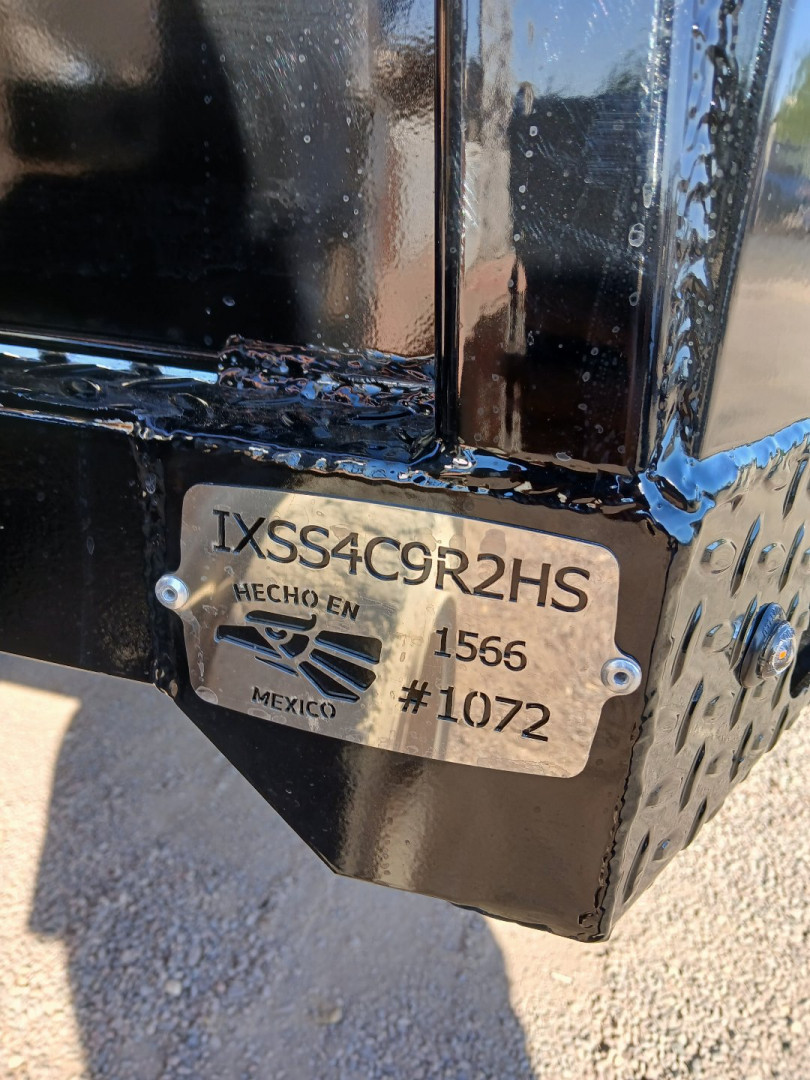 IXSS4C9R2HS
HECHO EN
MEXICO
1566
#1072